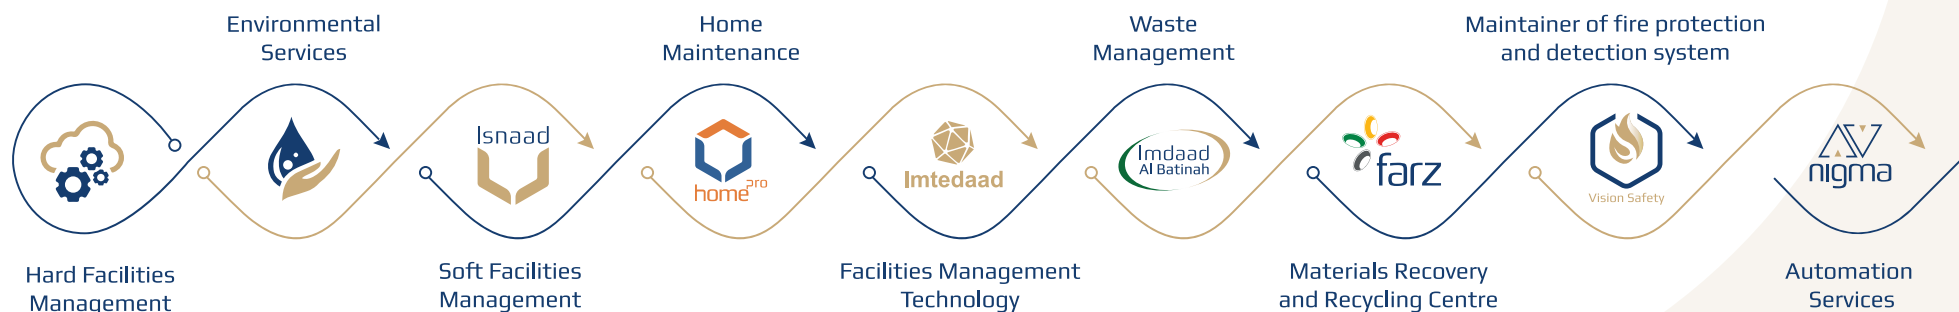 Environmental
Services
Home
Maintenance
Waste
Management
Maintainer of fire protection
and detection system
Isnaad
home pro
Imtedaad
Imdaad
Al Batinah
farz
Vision Safety
nigma
Hard Facilities
Management
Soft Facilities
Management
Facilities Management
Technology
Materials Recovery
and Recycling Centre
Automation
Services